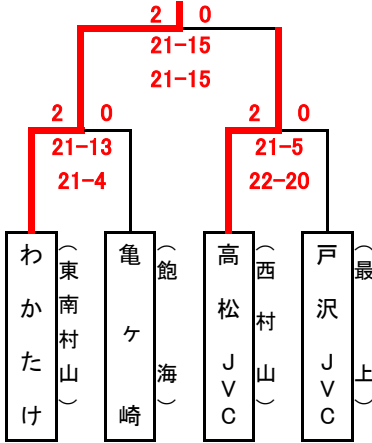 2 0
21-15
21-15
2 0
21-13
21-4
2 0
21-5
22-20
わかたけ
（東南村山）
亀ヶ崎
（飽海）
高松JVC
（西村山）
戸沢JVC
（最上）